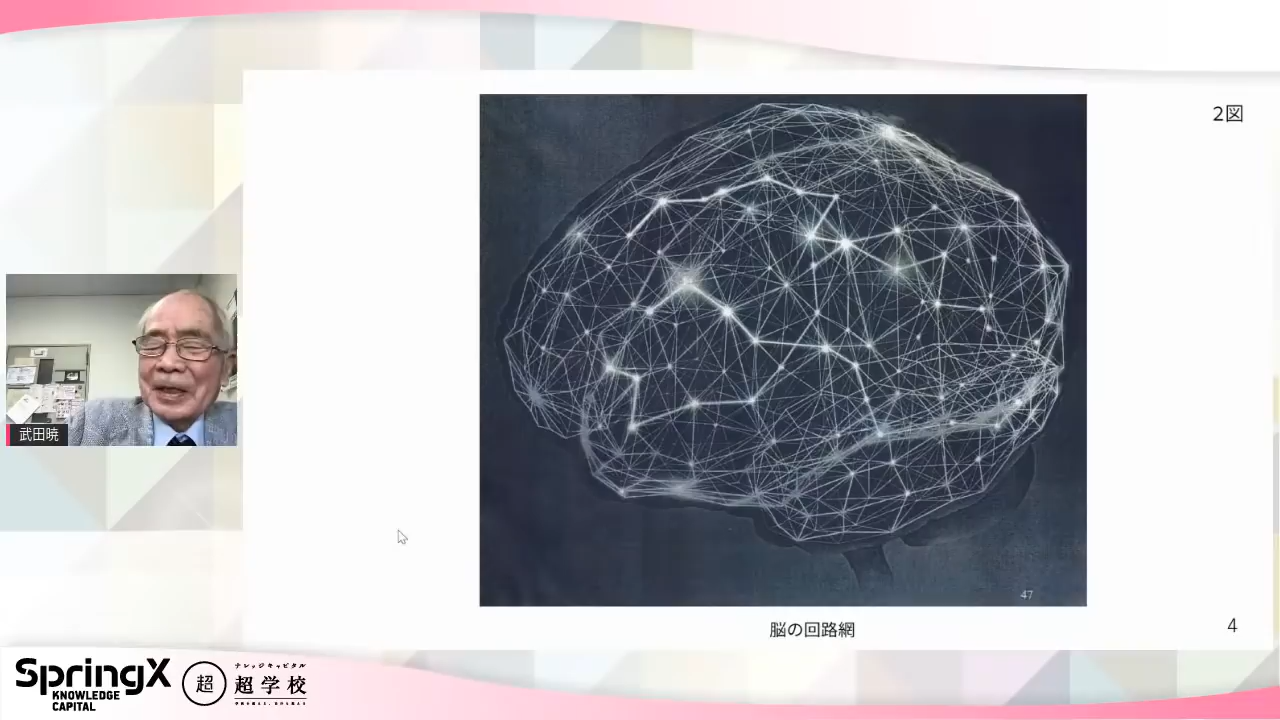 2図
武田暁
47
脳の回路網
4
SpringX
KNOWLEDGE
CAPITAL
超
ナレッジキャピタル
超学校